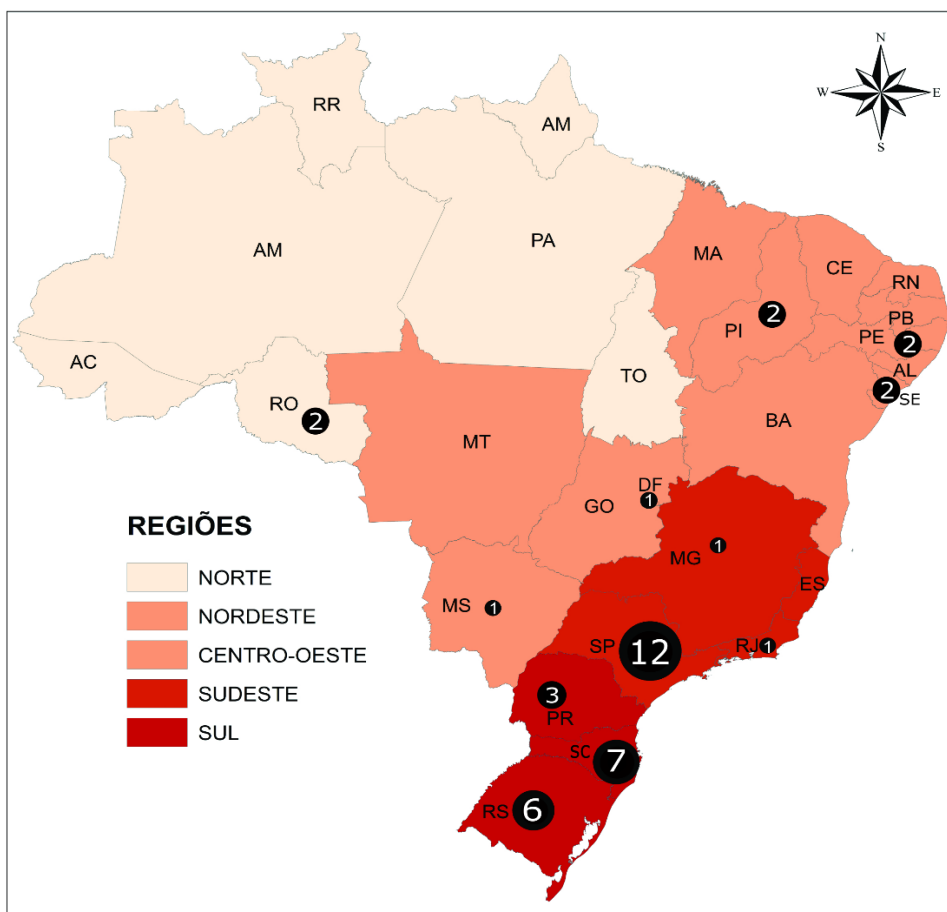 N
W E
S
RR
AM
AM
PA
MA
CE
RN
PB
PI
2
PE
2
AL
2
SE
AC
RO
2
TO
BA
MT
GO
DF
1
MG
1
ES
MS
1
SP
12
RJ
1
3
PR
SC
7
RS
6
REGIÕES
NORTE
NORDESTE
CENTRO-OESTE
SUDESTE
SUL